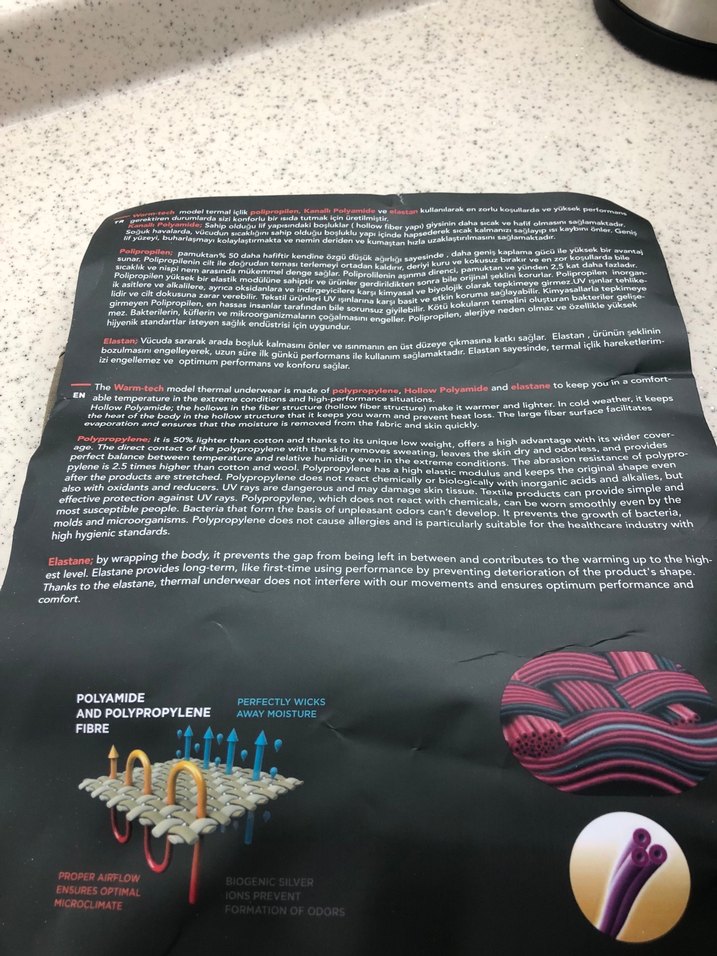 TR
Warm-tech model termal içlik polipropilen, Kanallı Polyamide ve elastan kullanılarak en zorlu koşullarda ve yüksek performans
gerektiren durumlarda sizi konforlu bir ısıda tutmak için üretilmiştir.
Kanallı Polyamide; Sahip olduğu lif yapısındaki boşluklar ( hollow fiber yapı) giysinin daha sıcak ve hafif olmasını sağlamaktadır.
Soğuk havalarda, vücudun sıcaklığını sahip olduğu boşluklu yapı içinde hapsederek sıcak kalmanızı sağlayıp ısı kaybını önler. Geniş
lif yüzeyi, buharlaşmayı kolaylaştırmakta ve nemin deriden ve kumaştan hızla uzaklaştırılmasını sağlamaktadır.
Polipropilen; pamuktan% 50 daha hafiftir kendine özgü düşük ağırlığı sayesinde , daha geniş kaplama gücü ile yüksek bir avantaj
sunar. Polipropilenin cilt ile doğrudan teması terlemeyi ortadan kaldırır, deriyi kuru ve kokusuz bırakır ve en zor koşullarda bile
sıcaklık ve nispi nem arasında mükemmel denge sağlar. Poliprolilenin aşınma direnci, pamuktan ve yünden 2,5 kat daha fazladır.
Polipropilen yüksek bir elastik modülüne sahiptir ve ürünler gerdirildikten sonra bile orijinal şeklini korurlar. Polipropilen inorgan-
ik asitlere ve alkalilere, ayrıca oksidanlara ve indirgeyicilere karşı kimyasal ve biyolojik olarak tepkimeye girmez.UV ışınlar tehlike-
lidir ve cilt dokusuna zarar verebilir. Tekstil ürünleri UV ışınlarına karşı basit ve etkin koruma sağlayabilir. Kimyasallarla tepkimeye
girmeyen Polipropilen, en hassas insanlar tarafından bile sorunsuz giyilebilir. Kötü kokuların temelini oluşturan bakteriler gelişe-
mez. Bakterilerin, küflerin ve mikroorganizmaların çoğalmasını engeller. Polipropilen, alerjiye neden olmaz ve özellikle yüksek
hijyenik standartlar isteyen sağlık endüstrisi için uygundur.
Elastan; Vücuda sararak arada boşluk kalmasını önler ve ısınmanın en üst düzeye çıkmasına katkı sağlar. Elastan , ürünün şeklinin
bozulmasını engelleyerek, uzun süre ilk günkü performans ile kullanım sağlamaktadır. Elastan sayesinde, termal içlik hareketlerim-
izi engellemez ve optimum performans ve konfor sağlar.
EN
The Warm-tech model thermal underwear is made of polypropylene, Hollow Polyamide and elastane to keep you in a comfort-
able temperature in the extreme conditions and high-performance situations.
Hollow Polyamide; the hollows in the fiber structure (hollow fiber structure) make it warmer and lighter. In cold weather, it keeps
the heat of the body in the hollow structure that it keeps you warm and prevent heat loss. The large fiber surface facilitates
evaporation and ensures that the moisture is removed from the fabric and skin quickly.
Polypropylene; it is 50% lighter than cotton and thanks to its unique low weight, offers a high advantage with its wider cover-
age. The direct contact of the polypropylene with the skin removes sweating, leaves the skin dry and odorless, and provides
perfect balance between temperature and relative humidity even in the extreme conditions. The abrasion resistance of polypro-
pylene is 2.5 times higher than cotton and wool. Polypropylene has a high elastic modulus and keeps the original shape even
after the products are stretched. Polypropylene does not react chemically or biologically with inorganic acids and alkalies, but
also with oxidants and reducers. UV rays are dangerous and may damage skin tissue. Textile products can provide simple and
effective protection against UV rays. Polypropylene, which does not react with chemicals, can be worn smoothly even by the
most susceptible people. Bacteria that form the basis of unpleasant odors can't develop. It prevents the growth of bacteria,
molds and microorganisms. Polypropylene does not cause allergies and is particularly suitable for the healthcare industry with
high hygienic standards.
Elastane; by wrapping the body, it prevents the gap from being left in between and contributes to the warming up to the high-
est level. Elastane provides long-term, like first-time using performance by preventing deterioration of the product's shape.
Thanks to the elastane, thermal underwear does not interfere with our movements and ensures optimum performance and
comfort.
POLYAMIDE
AND POLYPROPYLENE
FIBRE
PERFECTLY WICKS
AWAY MOISTURE
PROPER AIRFLOW
ENSURES OPTIMAL
MICROCLIMATE
BIOGENIC SILVER
IONS PREVENT
FORMATION OF ODORS